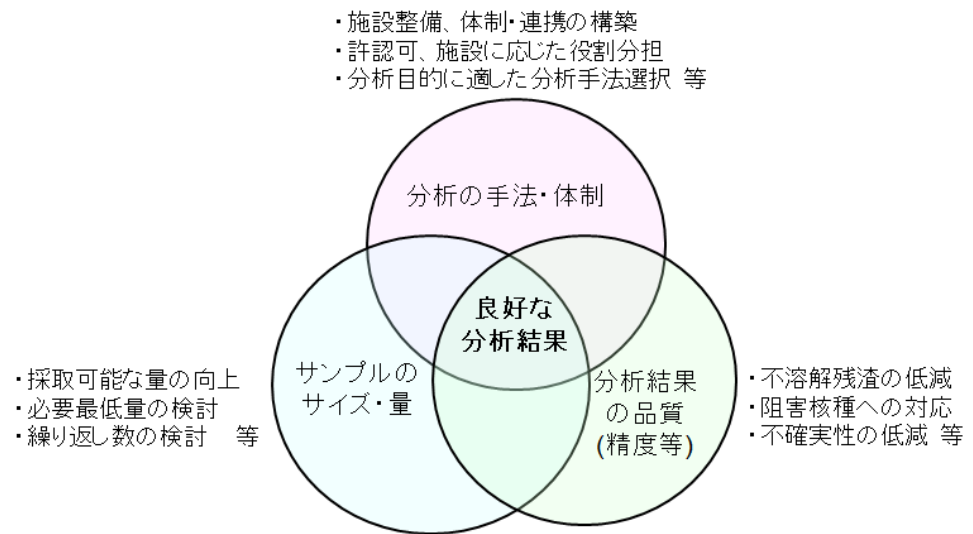 ・施設整備、体制・連携の構築
・許認可、施設に応じた役割分担
・分析目的に適した分析手法選択 等
分析の手法・体制
良好な
分析結果
サンプルの
サイズ・量
分析結果
の品質
(精度等)
・採取可能な量の向上
・必要最低量の検討
・繰り返し数の検討 等
・不溶解残渣の低減
・阻害核種への対応
・不確実性の低減 等